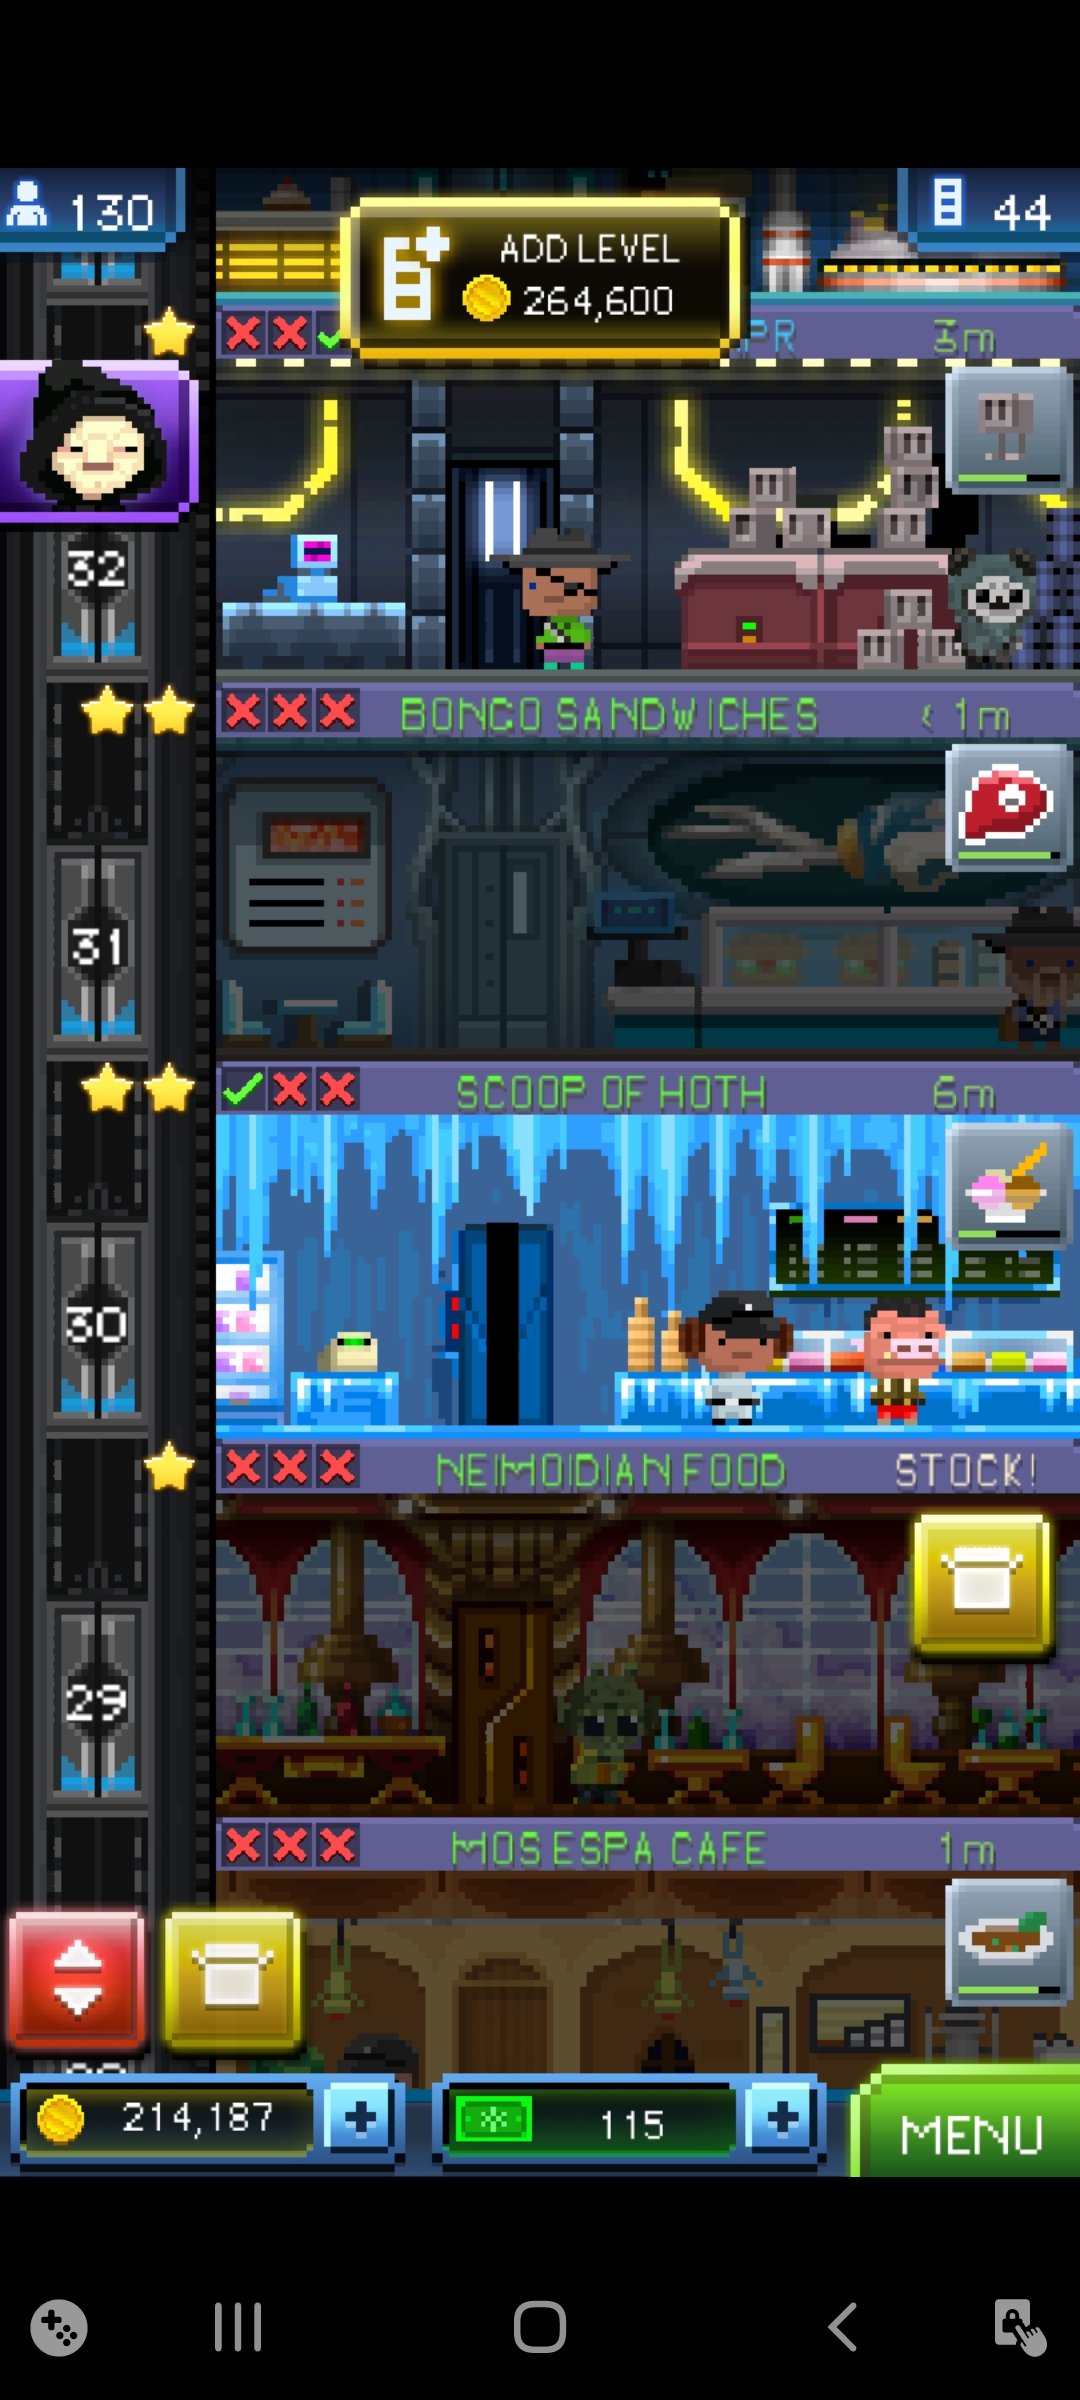 130
ADD LEVEL
264,600
44
PR
3m
32
BONGO SANDWICHES
< 1m
31
SCOOP OF HOTH
6m
30
NEIMOIDIAN FOOD
STOCK!
29
MOS ESPA CAFE
1m
214,187
115
MENU